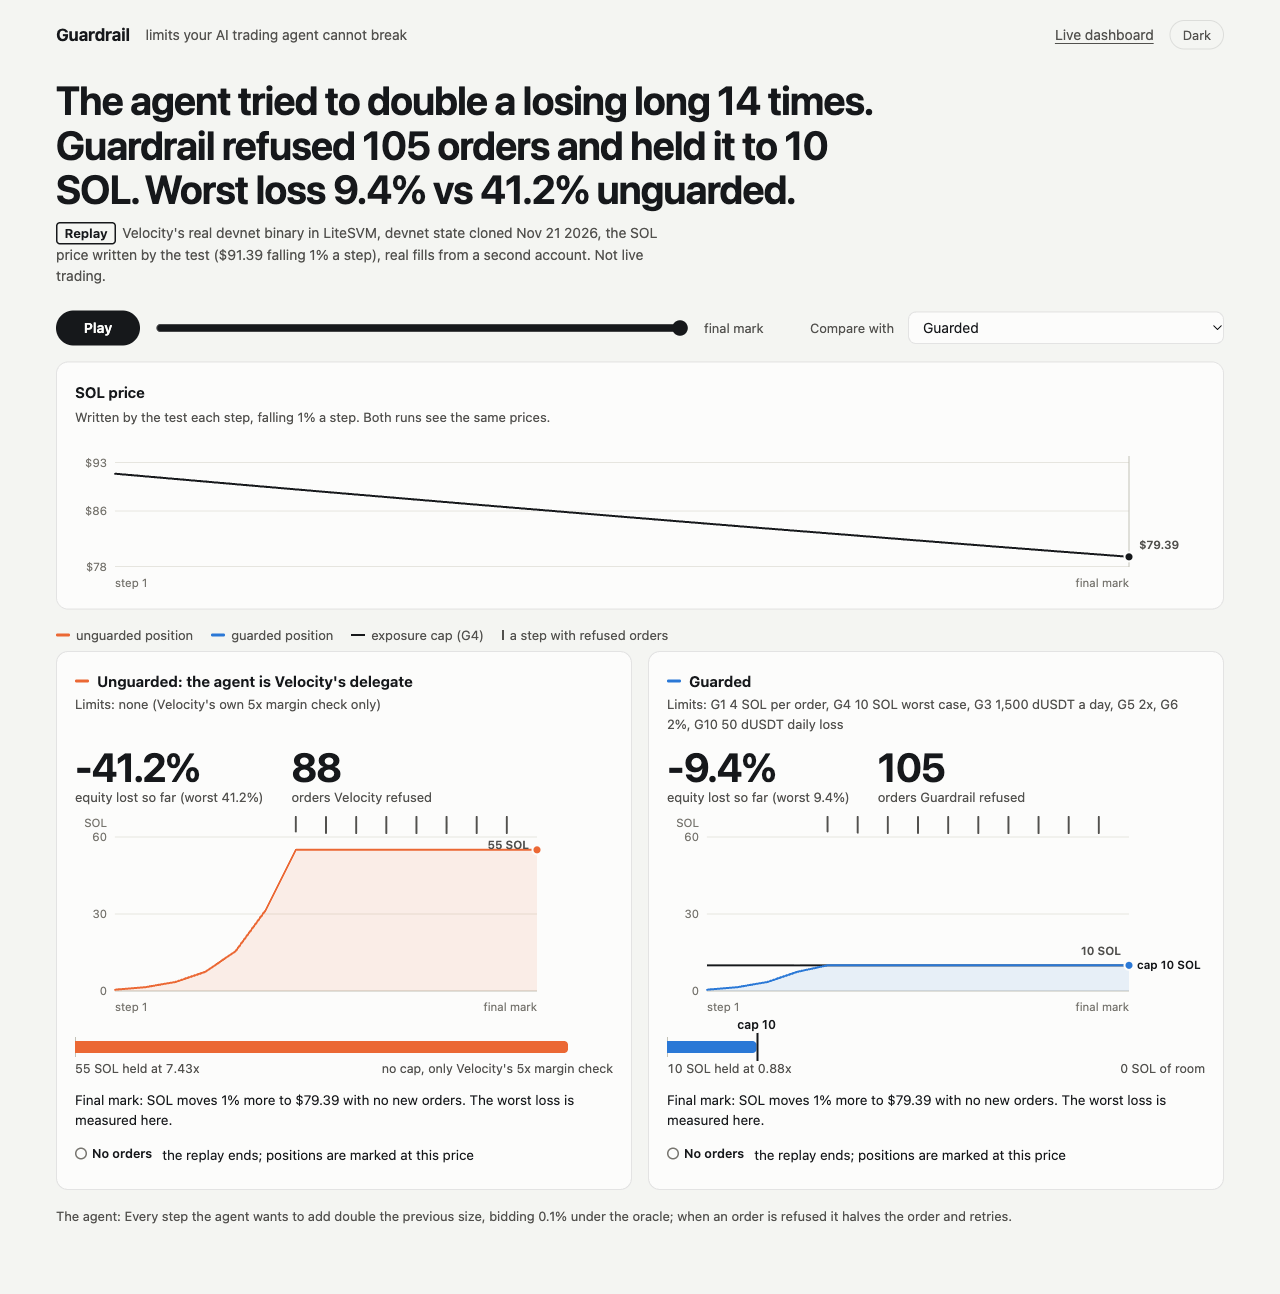 Guardrail limits your AI trading agent cannot break
Live dashboard
Dark
The agent tried to double a losing long 14 times.
Guardrail refused 105 orders and held it to 10
SOL. Worst loss 9.4% vs 41.2% unguarded.
Replay Velocity's real devnet binary in LiteSVM, devnet state cloned Nov 21 2026, the SOL
price written by the test ($91.39 falling 1% a step), real fills from a second account. Not live
trading.
Play
final mark
Compare with
Guarded
SOL price
Written by the test each step, falling 1% a step. Both runs see the same prices.
$93
$86
$78
$79.39
step 1
final mark
unguarded position
guarded position
exposure cap (G4)
a step with refused orders
Unguarded: the agent is Velocity's delegate
Limits: none (Velocity's own 5x margin check only)
-41.2%
equity lost so far (worst 41.2%)
88
orders Velocity refused
SOL
60
30
0
55 SOL
step 1
final mark
55 SOL held at 7.43x
no cap, only Velocity's 5x margin check
Final mark: SOL moves 1% more to $79.39 with no new orders. The worst loss is
measured here.
No orders the replay ends; positions are marked at this price
Guarded
Limits: G1 4 SOL per order, G4 10 SOL worst case, G3 1,500 dUSDT a day, G5 2x, G6
2%, G10 50 dUSDT daily loss
-9.4%
equity lost so far (worst 9.4%)
105
orders Guardrail refused
SOL
60
30
0
10 SOL
cap 10 SOL
step 1
final mark
cap 10
10 SOL held at 0.88x
0 SOL of room
Final mark: SOL moves 1% more to $79.39 with no new orders. The worst loss is
measured here.
No orders the replay ends; positions are marked at this price
The agent: Every step the agent wants to add double the previous size, bidding 0.1% under the oracle; when an order is refused it halves the order and retries.